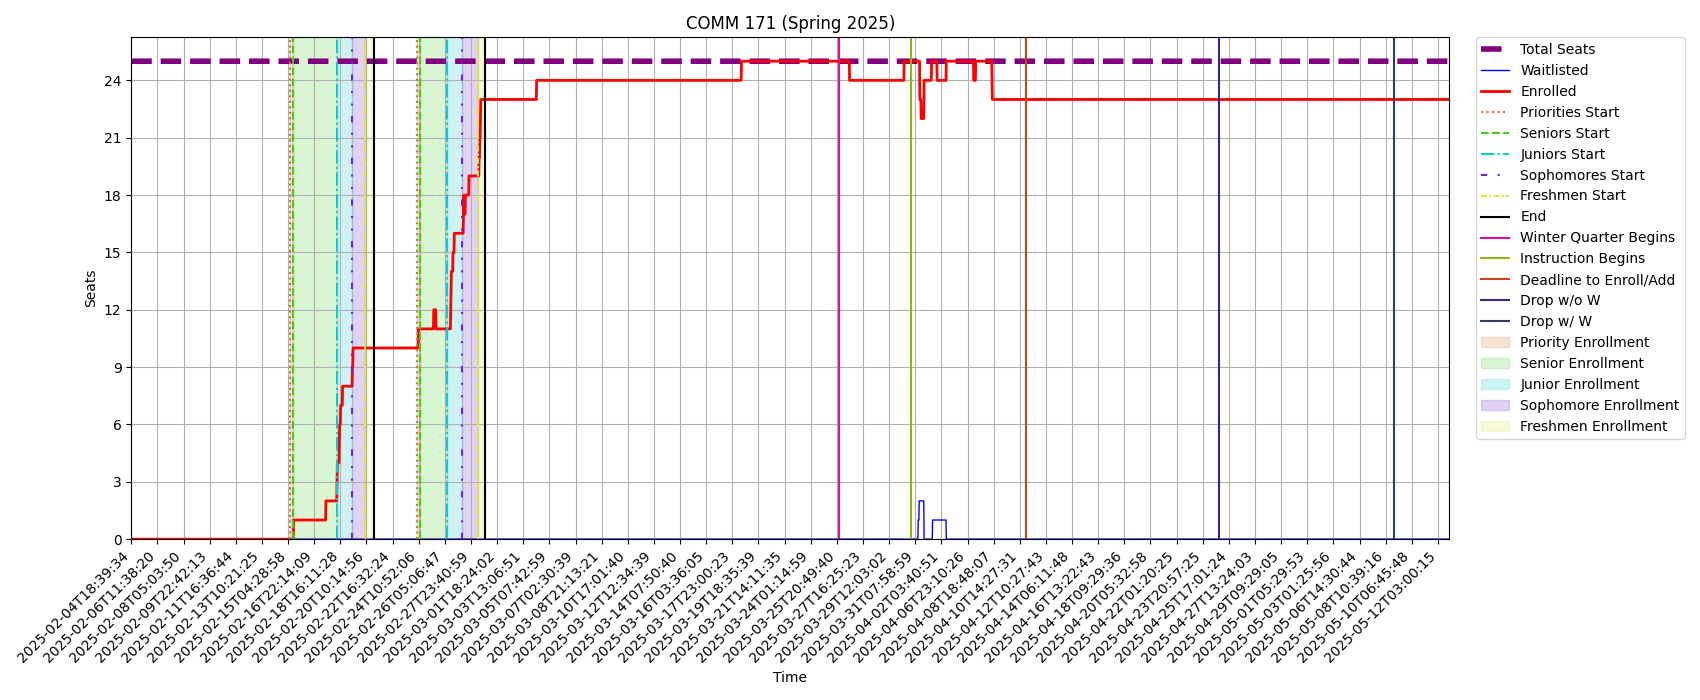 COMM 171 (Spring 2025)
Seats
24
21
18
15
12
9
6
3
0
2025-02-04T18:39:34
2025-02-06T11:38:20
2025-02-08T05:03:50
2025-02-09T22:42:13
2025-02-11T16:36:44
2025-02-13T10:21:25
2025-02-15T04:28:58
2025-02-16T22:14:09
2025-02-18T16:11:28
2025-02-20T10:14:56
2025-02-22T16:32:24
2025-02-24T10:52:06
2025-02-26T05:06:47
2025-02-27T23:40:59
2025-03-01T18:24:02
2025-03-03T13:06:51
2025-03-05T07:42:59
2025-03-07T02:30:39
2025-03-08T21:13:21
2025-03-10T17:01:40
2025-03-12T12:34:39
2025-03-14T07:50:40
2025-03-16T03:36:05
2025-03-17T23:00:23
2025-03-19T18:35:39
2025-03-21T14:11:35
2025-03-24T01:14:59
2025-03-25T20:49:40
2025-03-27T16:25:23
2025-03-29T12:03:02
2025-03-31T07:58:59
2025-04-02T03:40:51
2025-04-06T23:10:26
2025-04-08T18:48:07
2025-04-10T14:27:31
2025-04-12T10:27:43
2025-04-14T06:11:48
2025-04-16T13:22:43
2025-04-18T09:29:36
2025-04-20T05:32:58
2025-04-22T01:20:25
2025-04-23T20:57:25
2025-04-25T17:01:24
2025-04-27T13:24:03
2025-04-29T09:29:05
2025-05-01T05:29:53
2025-05-03T01:25:56
2025-05-06T14:30:44
2025-05-08T10:39:16
2025-05-10T06:45:48
2025-05-12T03:00:15
Time
Total Seats
Waitlisted
Enrolled
Priorities Start
Seniors Start
Juniors Start
Sophomores Start
Freshmen Start
End
Winter Quarter Begins
Instruction Begins
Deadline to Enroll/Add
Drop w/o W
Drop w/ W
Priority Enrollment
Senior Enrollment
Junior Enrollment
Sophomore Enrollment
Freshmen Enrollment